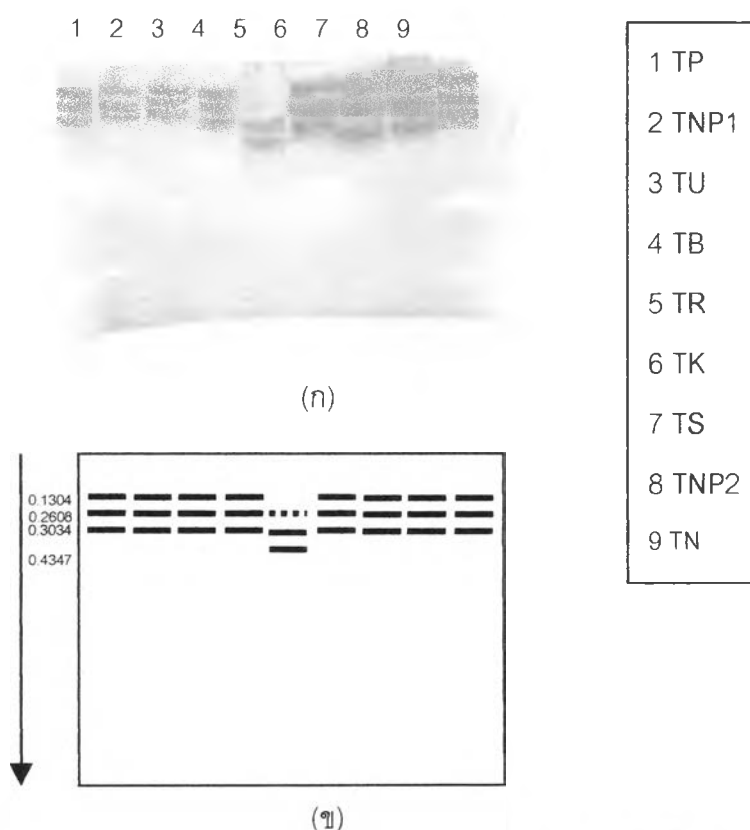 1 2 3 4 5 6 7 8 9
1 TP
2 TNP1
3 TU
4 TB
5 TR
6 TK
7 TS
8 TNP2
9 TN
(ก)
0.1304
0.2608
0.3034
0.4347
(ข)